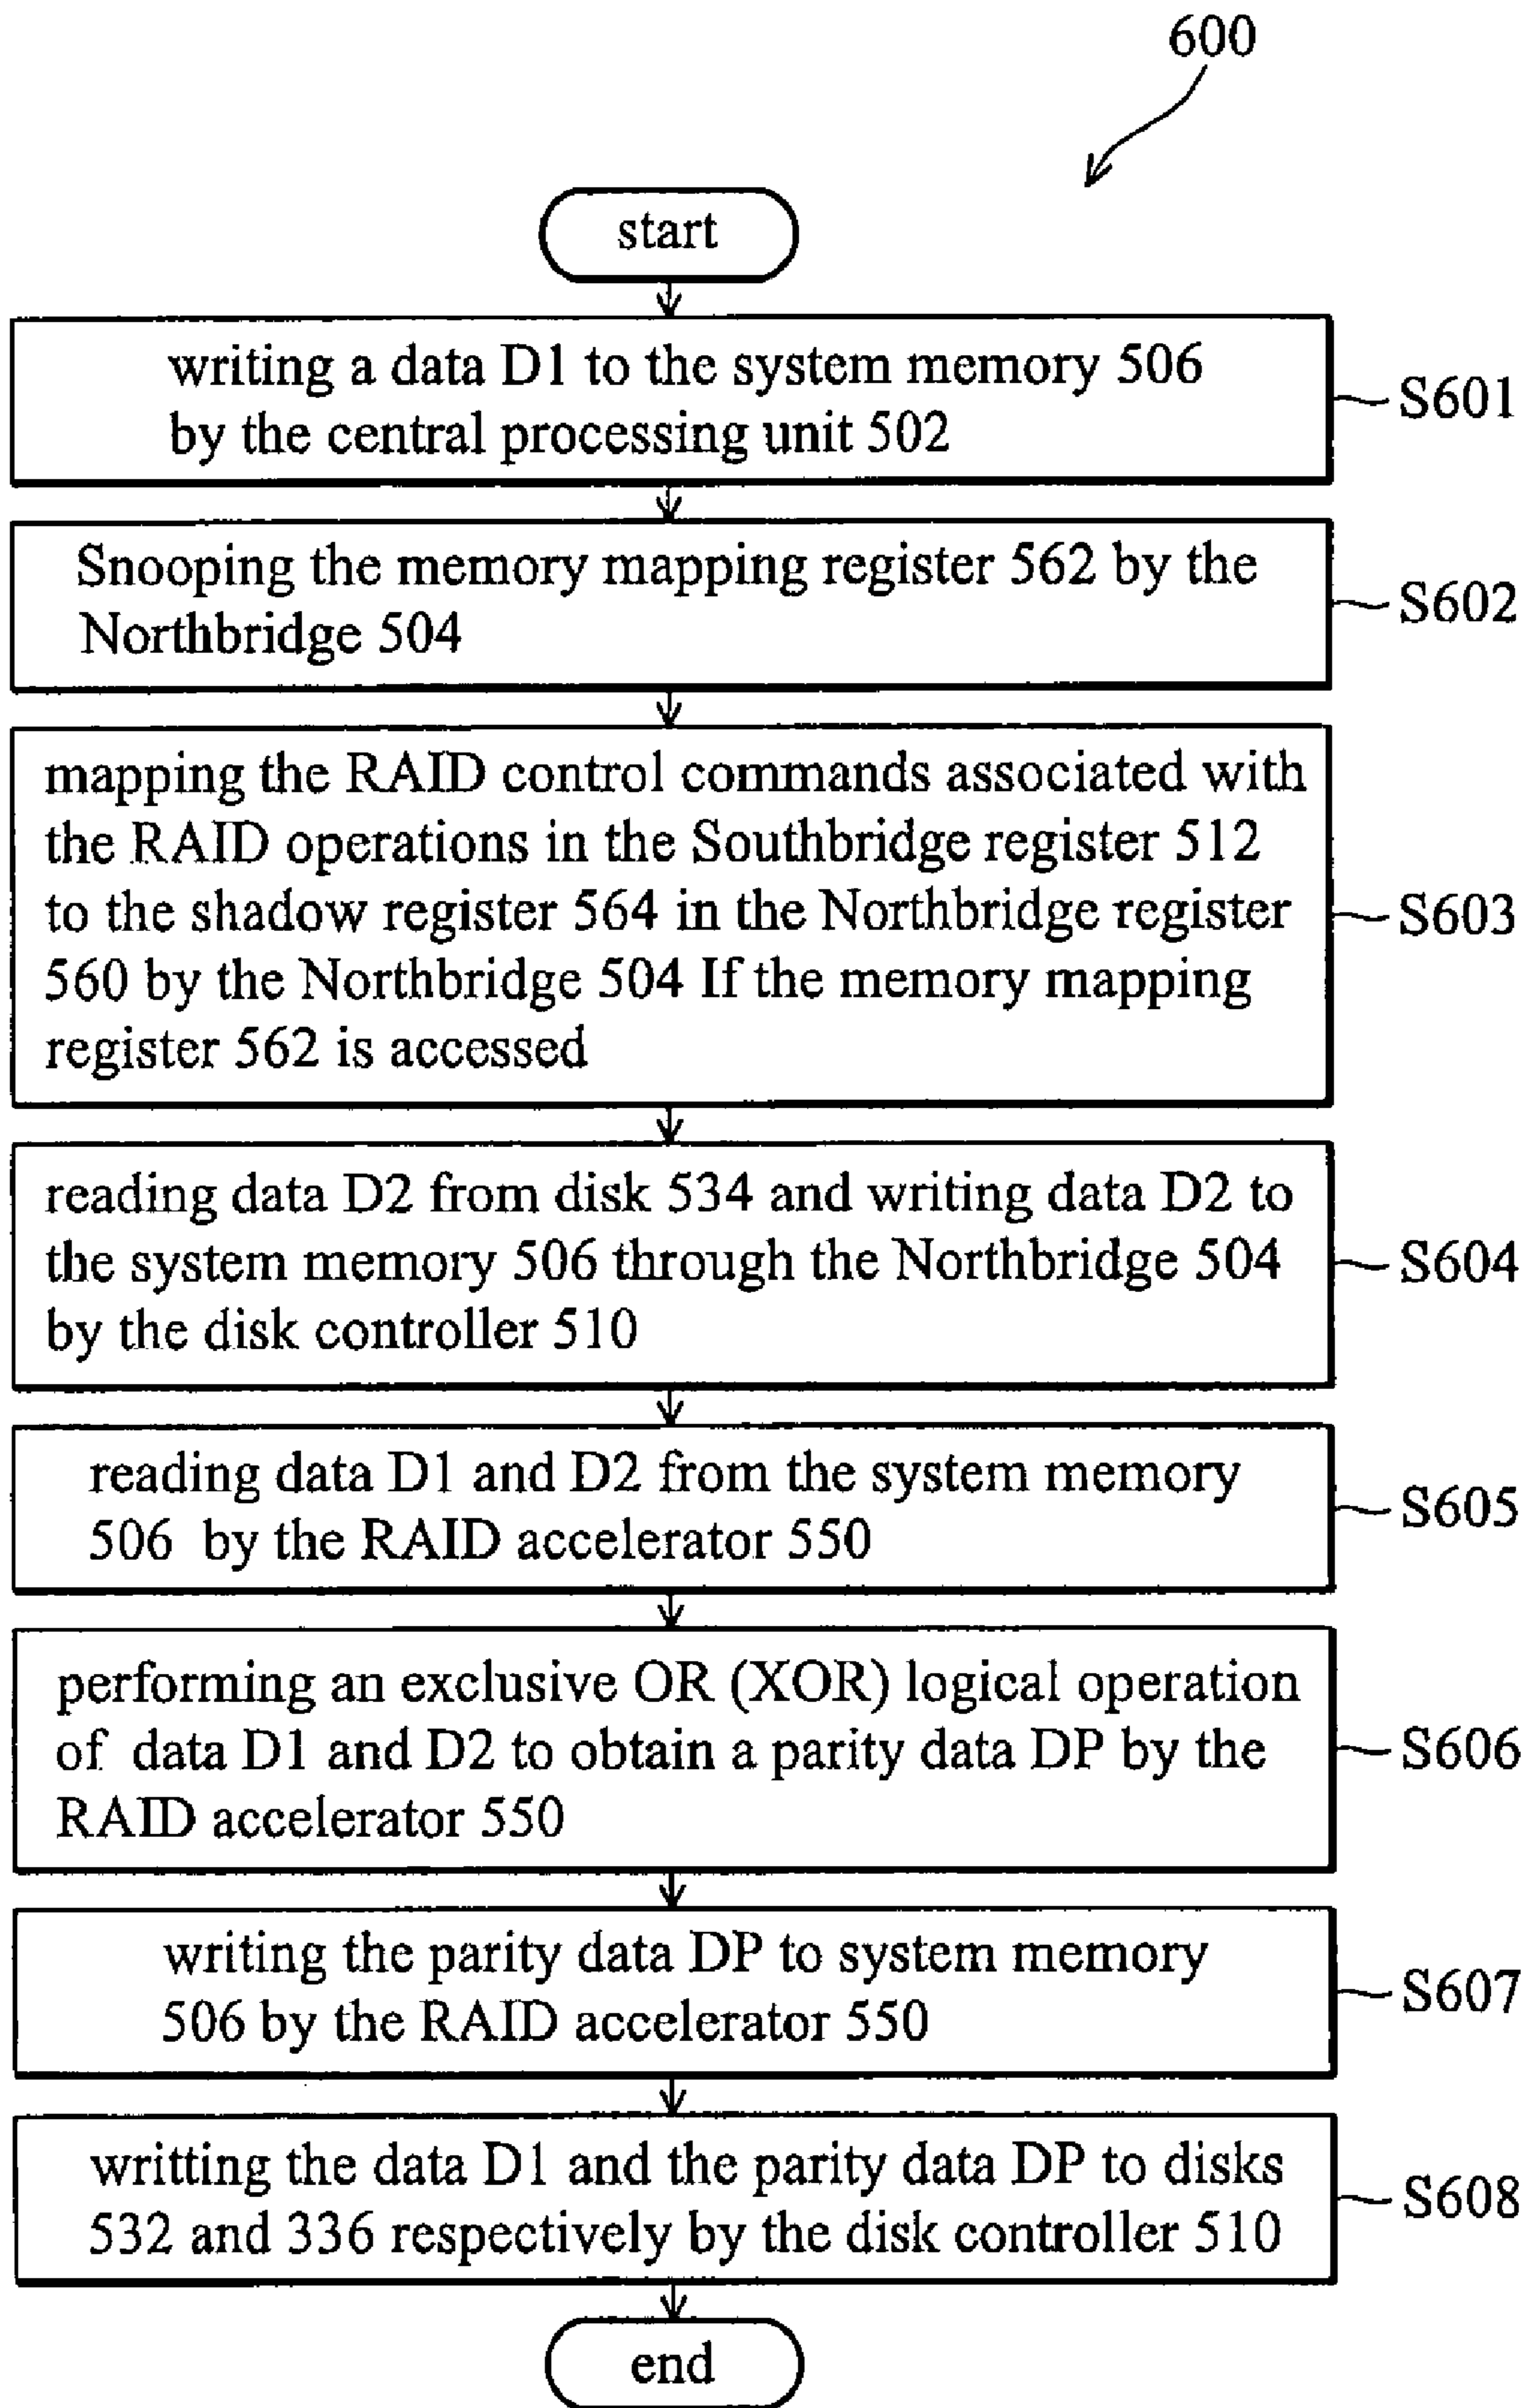 600
start
writing a data D1 to the system memory 506
by the central processing unit 502
S601
Snooping the memory mapping register 562 by the
Northbridge 504
S602
mapping the RAID control commands associated with
the RAID operations in the Southbridge register 512
to the shadow register 564 in the Northbridge register
560 by the Northbridge 504 If the memory mapping
register 562 is accessed
S603
reading data D2 from disk 534 and writing data D2 to
the system memory 506 through the Northbridge 504
by the disk controller 510
S604
reading data D1 and D2 from the system memory
506 by the RAID accelerator 550
S605
performing an exclusive OR (XOR) logical operation
of data D1 and D2 to obtain a parity data DP by the
RAID accelerator 550
S606
writing the parity data DP to system memory
506 by the RAID accelerator 550
S607
writting the data D1 and the parity data DP to disks
532 and 336 respectively by the disk controller 510
S608
end